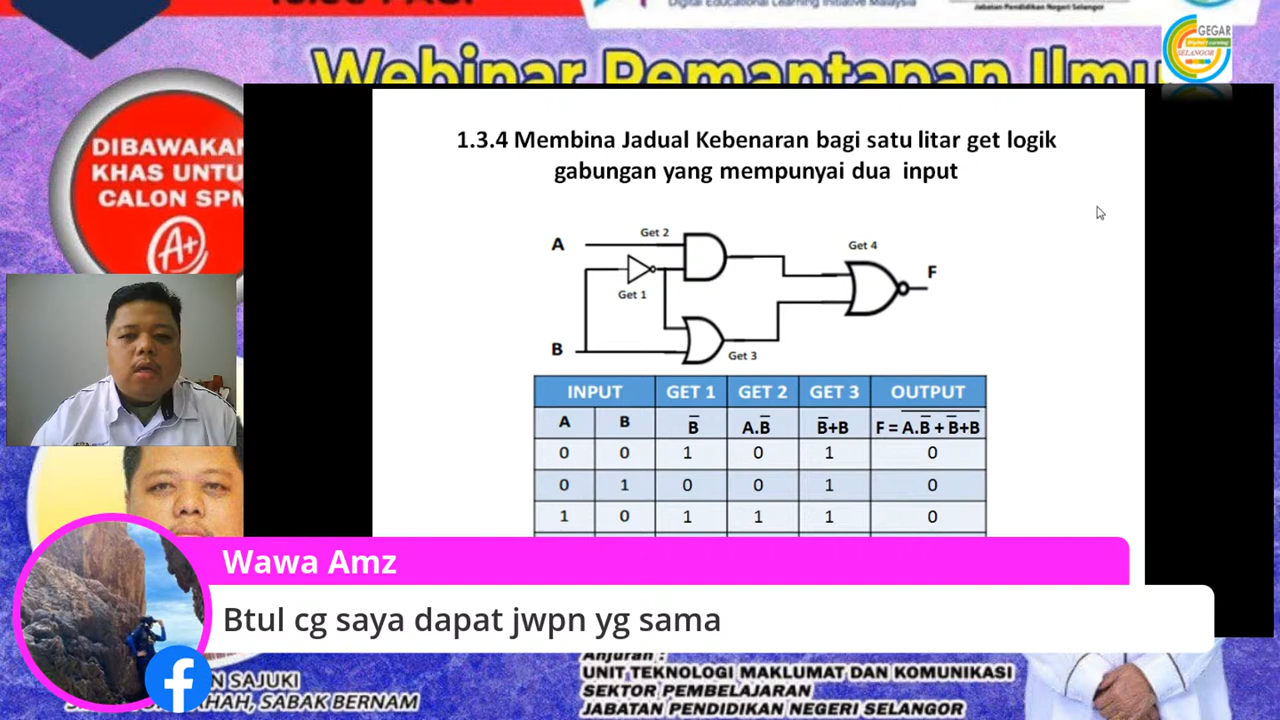 Digital Educational Learning Initiative Malaysia
Jabatan Pendidikan Negeri Selangor
Webinar Pemantapan Ilmu
GEGAR
Digital Learning
SELANGOR
DIBAWAKAN
KHAS UNTU
CALON SPM
A+
1.3.4 Membina Jadual Kebenaran bagi satu litar get logik
gabungan yang mempunyai dua input
A
Get 2
Get 4
F
Get 1
B
Get 3
INPUT GET 1 GET 2 GET 3 OUTPUT
A B B̅ A.B̅ B̅+B F = A̅.̅B̅ ̅+̅ ̅B̅+̅B̅
0 0 1 0 1 0
0 1 0 0 1 0
1 0 1 1 1 0
Wawa Amz
Btul cg saya dapat jwpn yg sama
N SAJUKI
AHAH, SABAK BERNAM
Anjuran :
UNIT TEKNOLOGI MAKLUMAT DAN KOMUNIKASI
SEKTOR PEMBELAJARAN
JABATAN PENDIDIKAN NEGERI SELANGOR